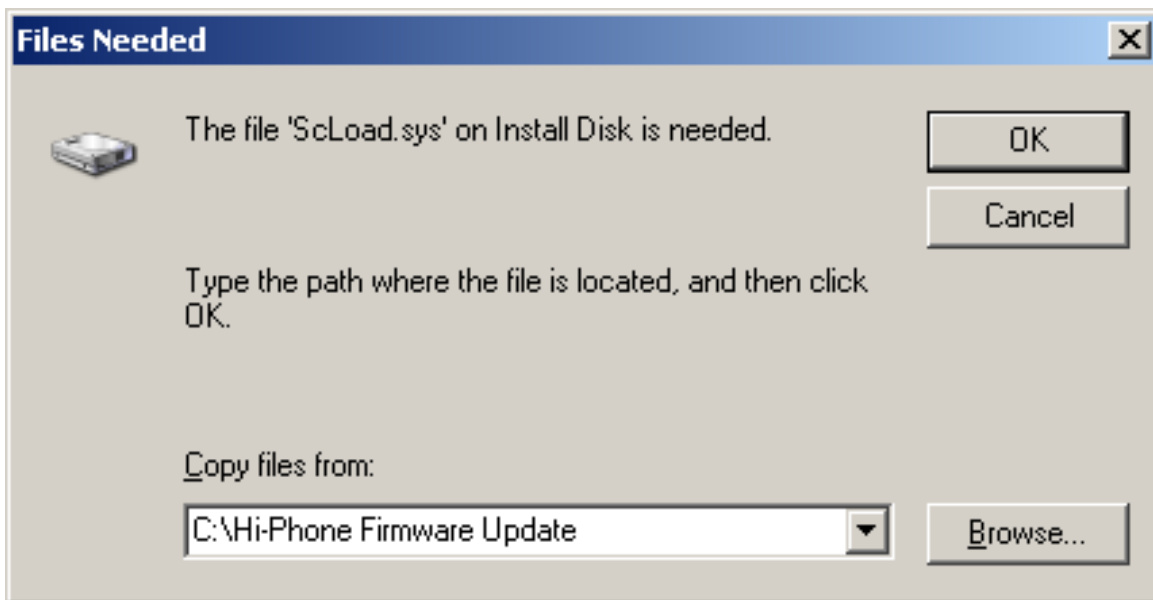 Files Needed
The file 'ScLoad.sys' on Install Disk is needed.
OK
Cancel
Type the path where the file is located, and then click
OK.
Copy files from:
C:\Hi-Phone Firmware Update
Browse...